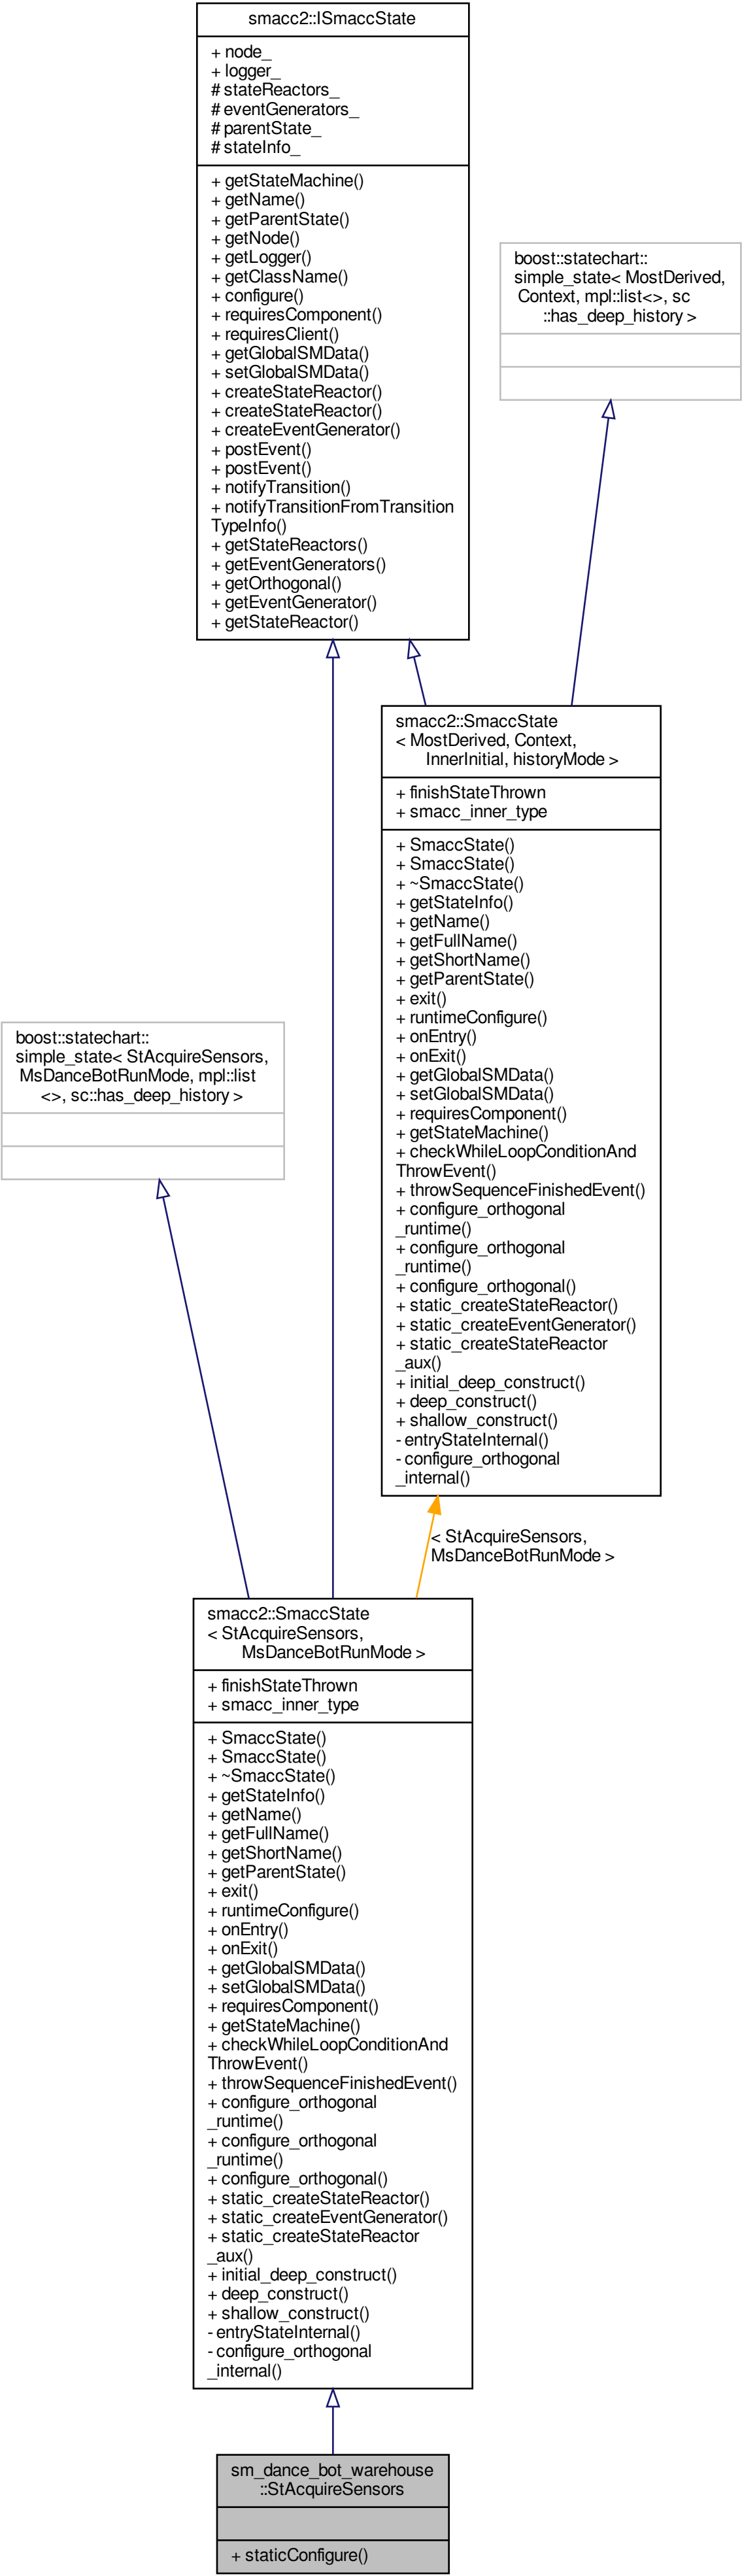 smacc2::ISmaccState
+ node_
+ logger_
# stateReactors_
# eventGenerators_
# parentState_
# stateInfo_
+ getStateMachine()
+ getName()
+ getParentState()
+ getNode()
+ getLogger()
+ getClassName()
+ configure()
+ requiresComponent()
+ requiresClient()
+ getGlobalSMData()
+ setGlobalSMData()
+ createStateReactor()
+ createStateReactor()
+ createEventGenerator()
+ postEvent()
+ postEvent()
+ notifyTransition()
+ notifyTransitionFromTransition
TypeInfo()
+ getStateReactors()
+ getEventGenerators()
+ getOrthogonal()
+ getEventGenerator()
+ getStateReactor()
boost::statechart::
simple_state< MostDerived,
Context, mpl::list<>, sc
::has_deep_history >
smacc2::SmaccState
< MostDerived, Context,
InnerInitial, historyMode >
+ finishStateThrown
+ smacc_inner_type
+ SmaccState()
+ SmaccState()
+ ~SmaccState()
+ getStateInfo()
+ getName()
+ getFullName()
+ getShortName()
+ getParentState()
+ exit()
+ runtimeConfigure()
+ onEntry()
+ onExit()
+ getGlobalSMData()
+ setGlobalSMData()
+ requiresComponent()
+ getStateMachine()
+ checkWhileLoopConditionAnd
ThrowEvent()
+ throwSequenceFinishedEvent()
+ configure_orthogonal
_runtime()
+ configure_orthogonal
_runtime()
+ configure_orthogonal()
+ static_createStateReactor()
+ static_createEventGenerator()
+ static_createStateReactor
_aux()
+ initial_deep_construct()
+ deep_construct()
+ shallow_construct()
- entryStateInternal()
- configure_orthogonal
_internal()
boost::statechart::
simple_state< StAcquireSensors,
MsDanceBotRunMode, mpl::list
<>, sc::has_deep_history >
< StAcquireSensors,
MsDanceBotRunMode >
smacc2::SmaccState
< StAcquireSensors,
MsDanceBotRunMode >
+ finishStateThrown
+ smacc_inner_type
+ SmaccState()
+ SmaccState()
+ ~SmaccState()
+ getStateInfo()
+ getName()
+ getFullName()
+ getShortName()
+ getParentState()
+ exit()
+ runtimeConfigure()
+ onEntry()
+ onExit()
+ getGlobalSMData()
+ setGlobalSMData()
+ requiresComponent()
+ getStateMachine()
+ checkWhileLoopConditionAnd
ThrowEvent()
+ throwSequenceFinishedEvent()
+ configure_orthogonal
_runtime()
+ configure_orthogonal
_runtime()
+ configure_orthogonal()
+ static_createStateReactor()
+ static_createEventGenerator()
+ static_createStateReactor
_aux()
+ initial_deep_construct()
+ deep_construct()
+ shallow_construct()
- entryStateInternal()
- configure_orthogonal
_internal()
sm_dance_bot_warehouse
::StAcquireSensors
+ staticConfigure()